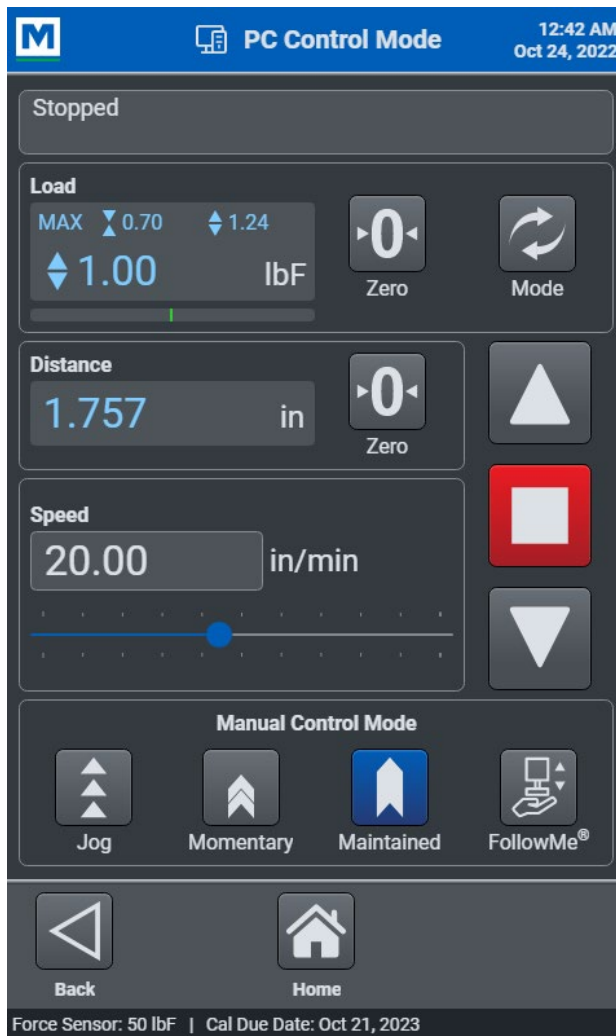 M
PC Control Mode
12:42 AM
Oct 24, 2022
Stopped
Load
MAX 0.70 1.24
1.00 lbF
0
Zero
Mode
Distance
1.757 in
0
Zero
Speed
20.00 in/min
Manual Control Mode
Jog Momentary Maintained FollowMe®
Back Home
Force Sensor: 50 lbF | Cal Due Date: Oct 21, 2023